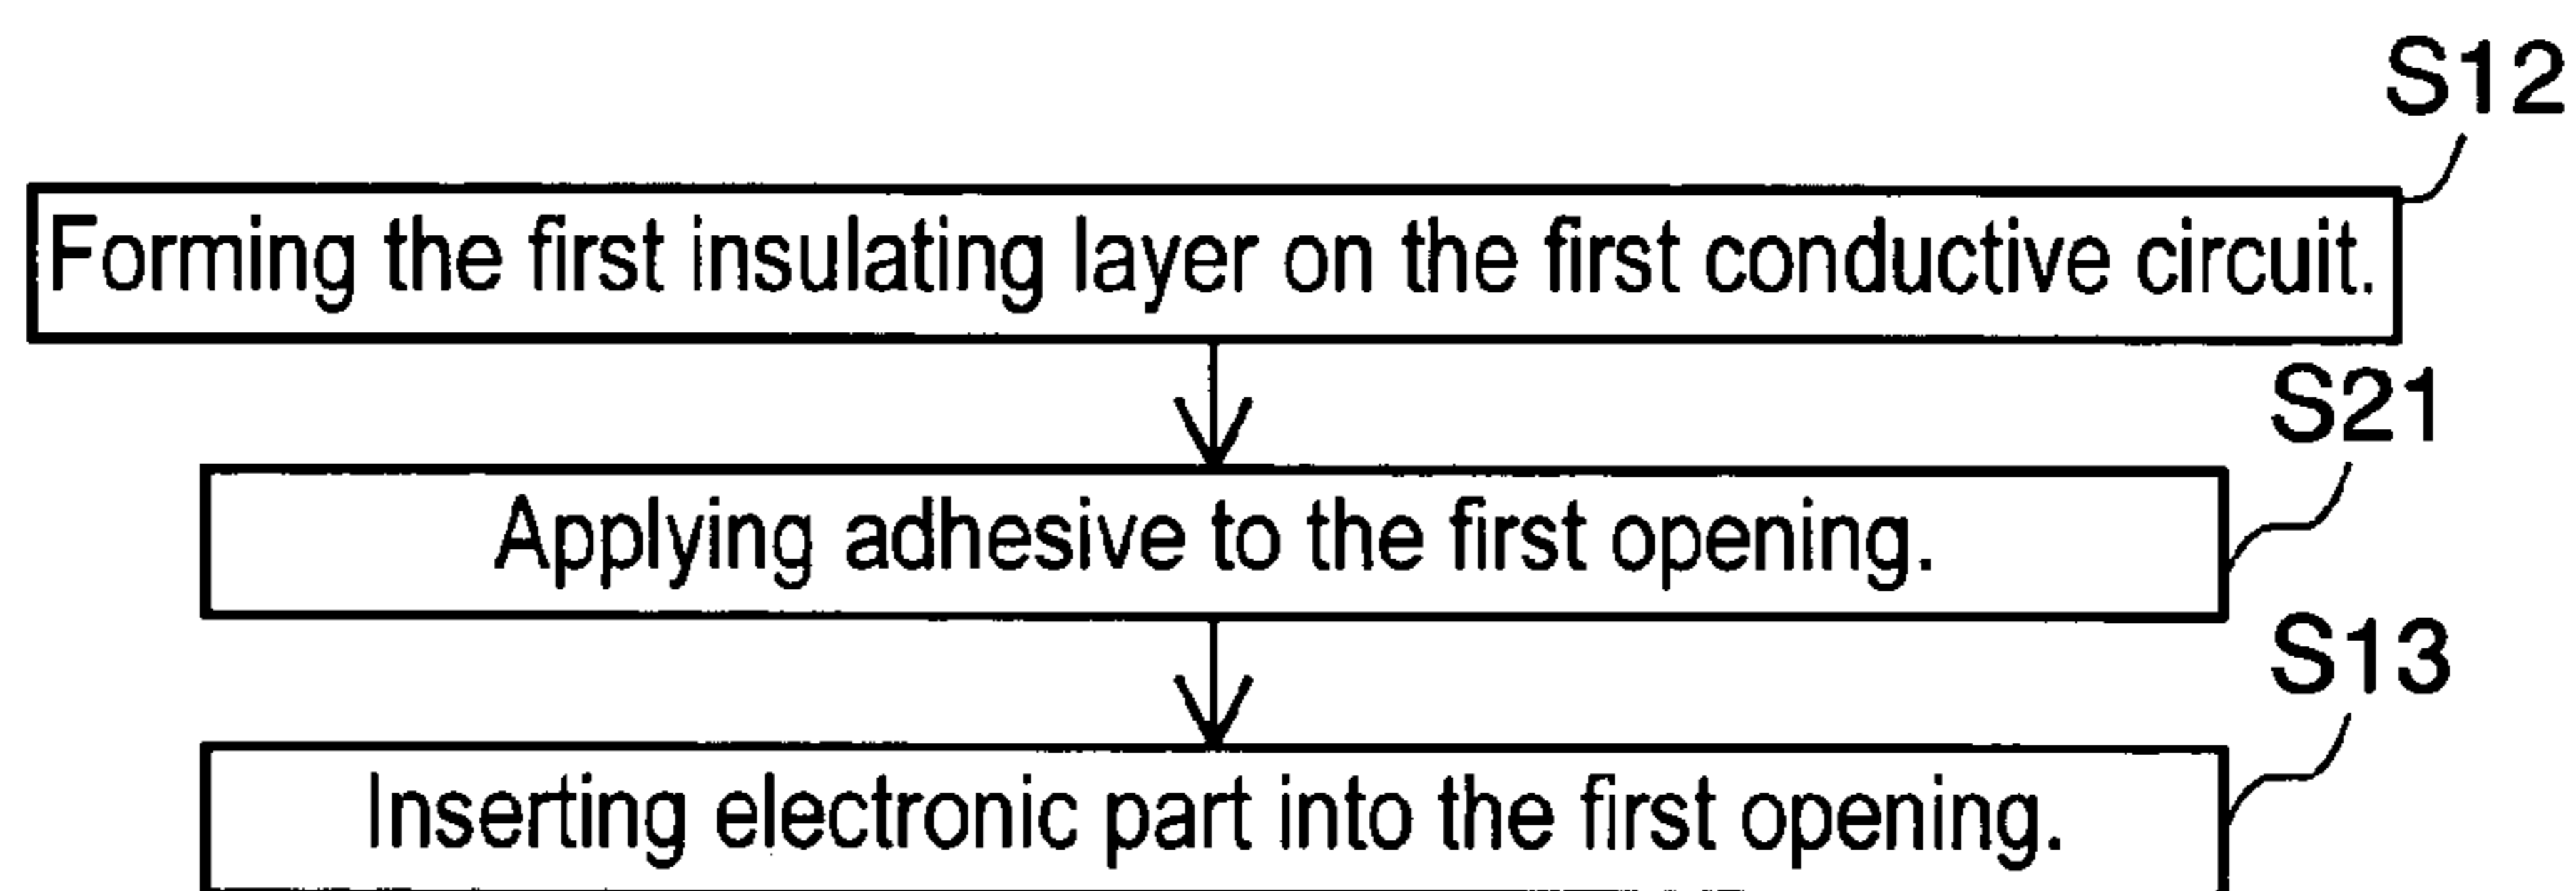 S12
Forming the first insulating layer on the first conductive circuit.
S21
Applying adhesive to the first opening.
S13
Inserting electronic part into the first opening.